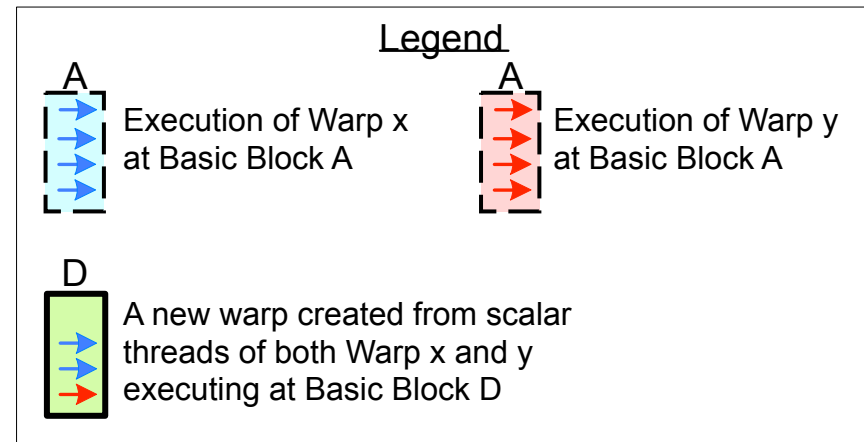 Legend
A
Execution of Warp x
at Basic Block A
A
Execution of Warp y
at Basic Block A
D
A new warp created from scalar
threads of both Warp x and y
executing at Basic Block D